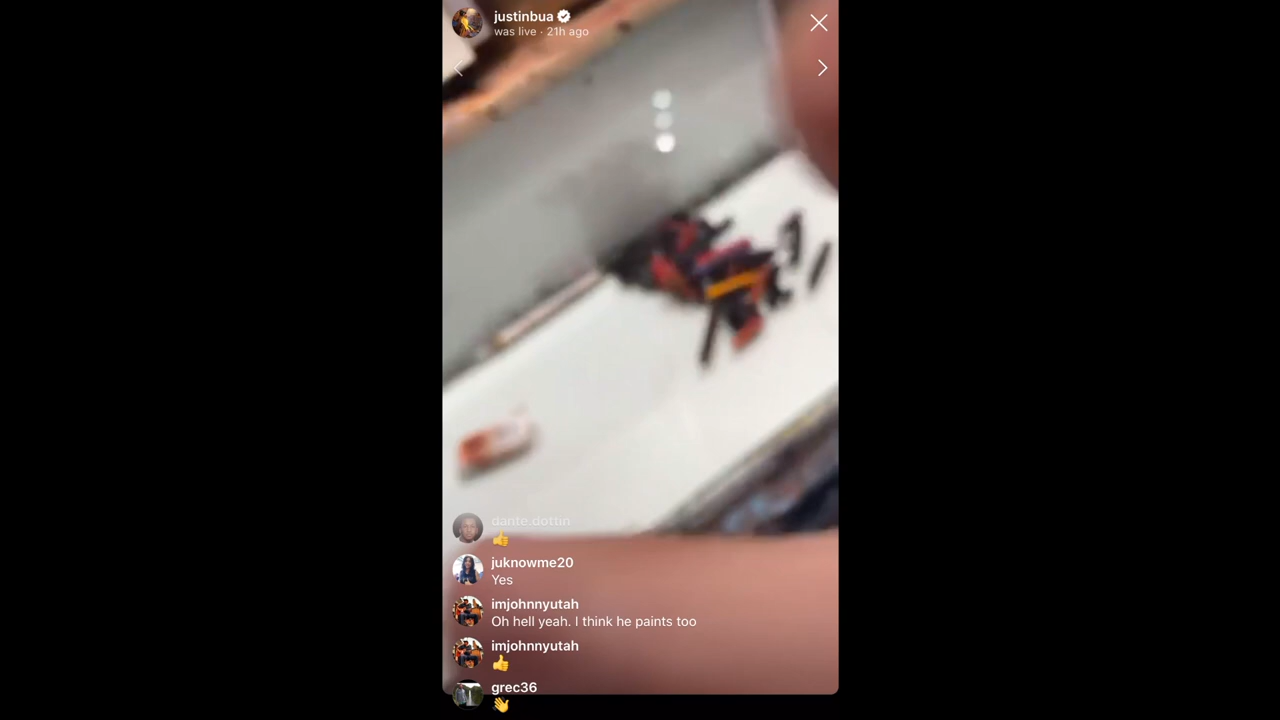 justinbua
was live · 21h ago
dante.dottin
👍
juknowme20
Yes
imjohnnyutah
Oh hell yeah. I think he paints too
imjohnnyutah
👍
grec36
👋